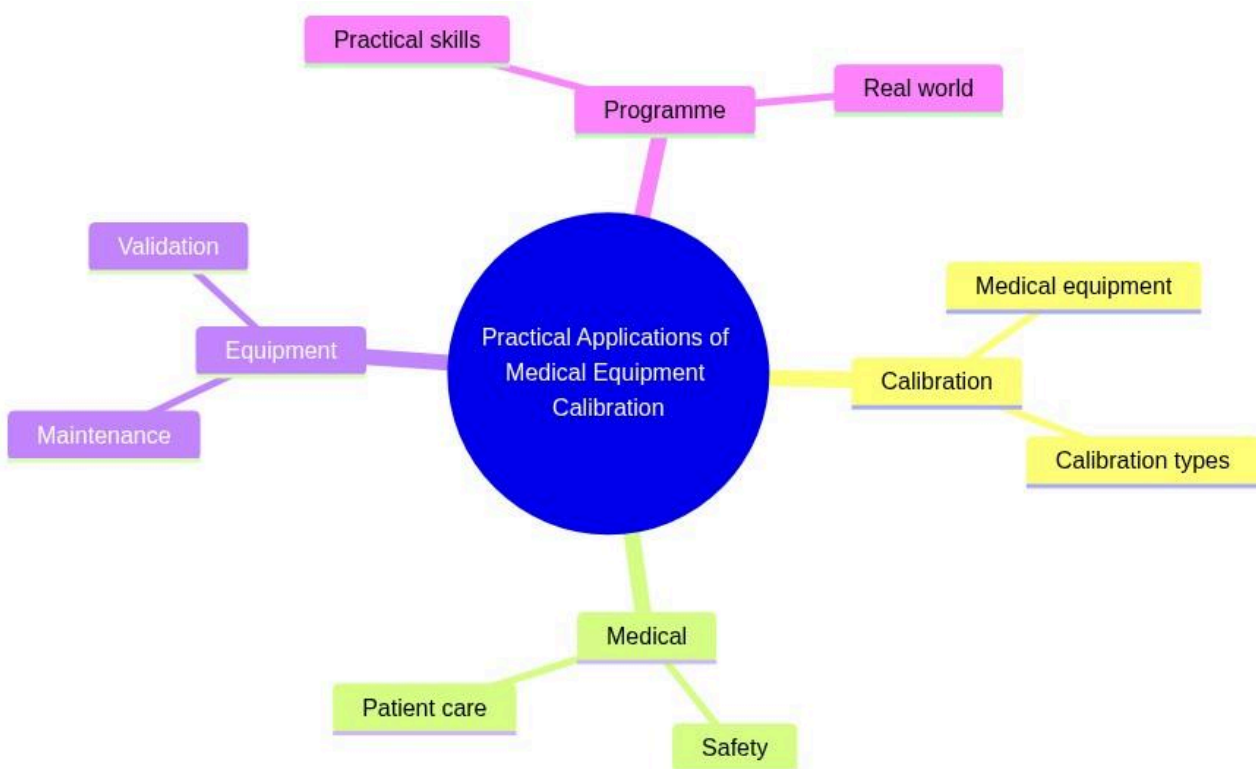 Practical skills
Real world
Programme
Validation
Medical equipment
Practical Applications of
Medical Equipment
Calibration
Equipment
Calibration
Maintenance
Calibration types
Medical
Patient care
Safety